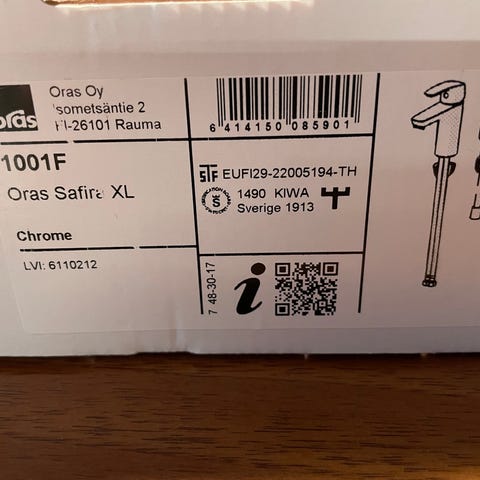 oras
Oras Oy
Isometsäntie 2
FI-26101 Rauma
6 414150 085901
1001F
Oras Safira XL
Chrome
LVI: 6110212
STF EUFI29-22005194-TH
1490 KIWA
Sverige 1913
7 48-30-17
i